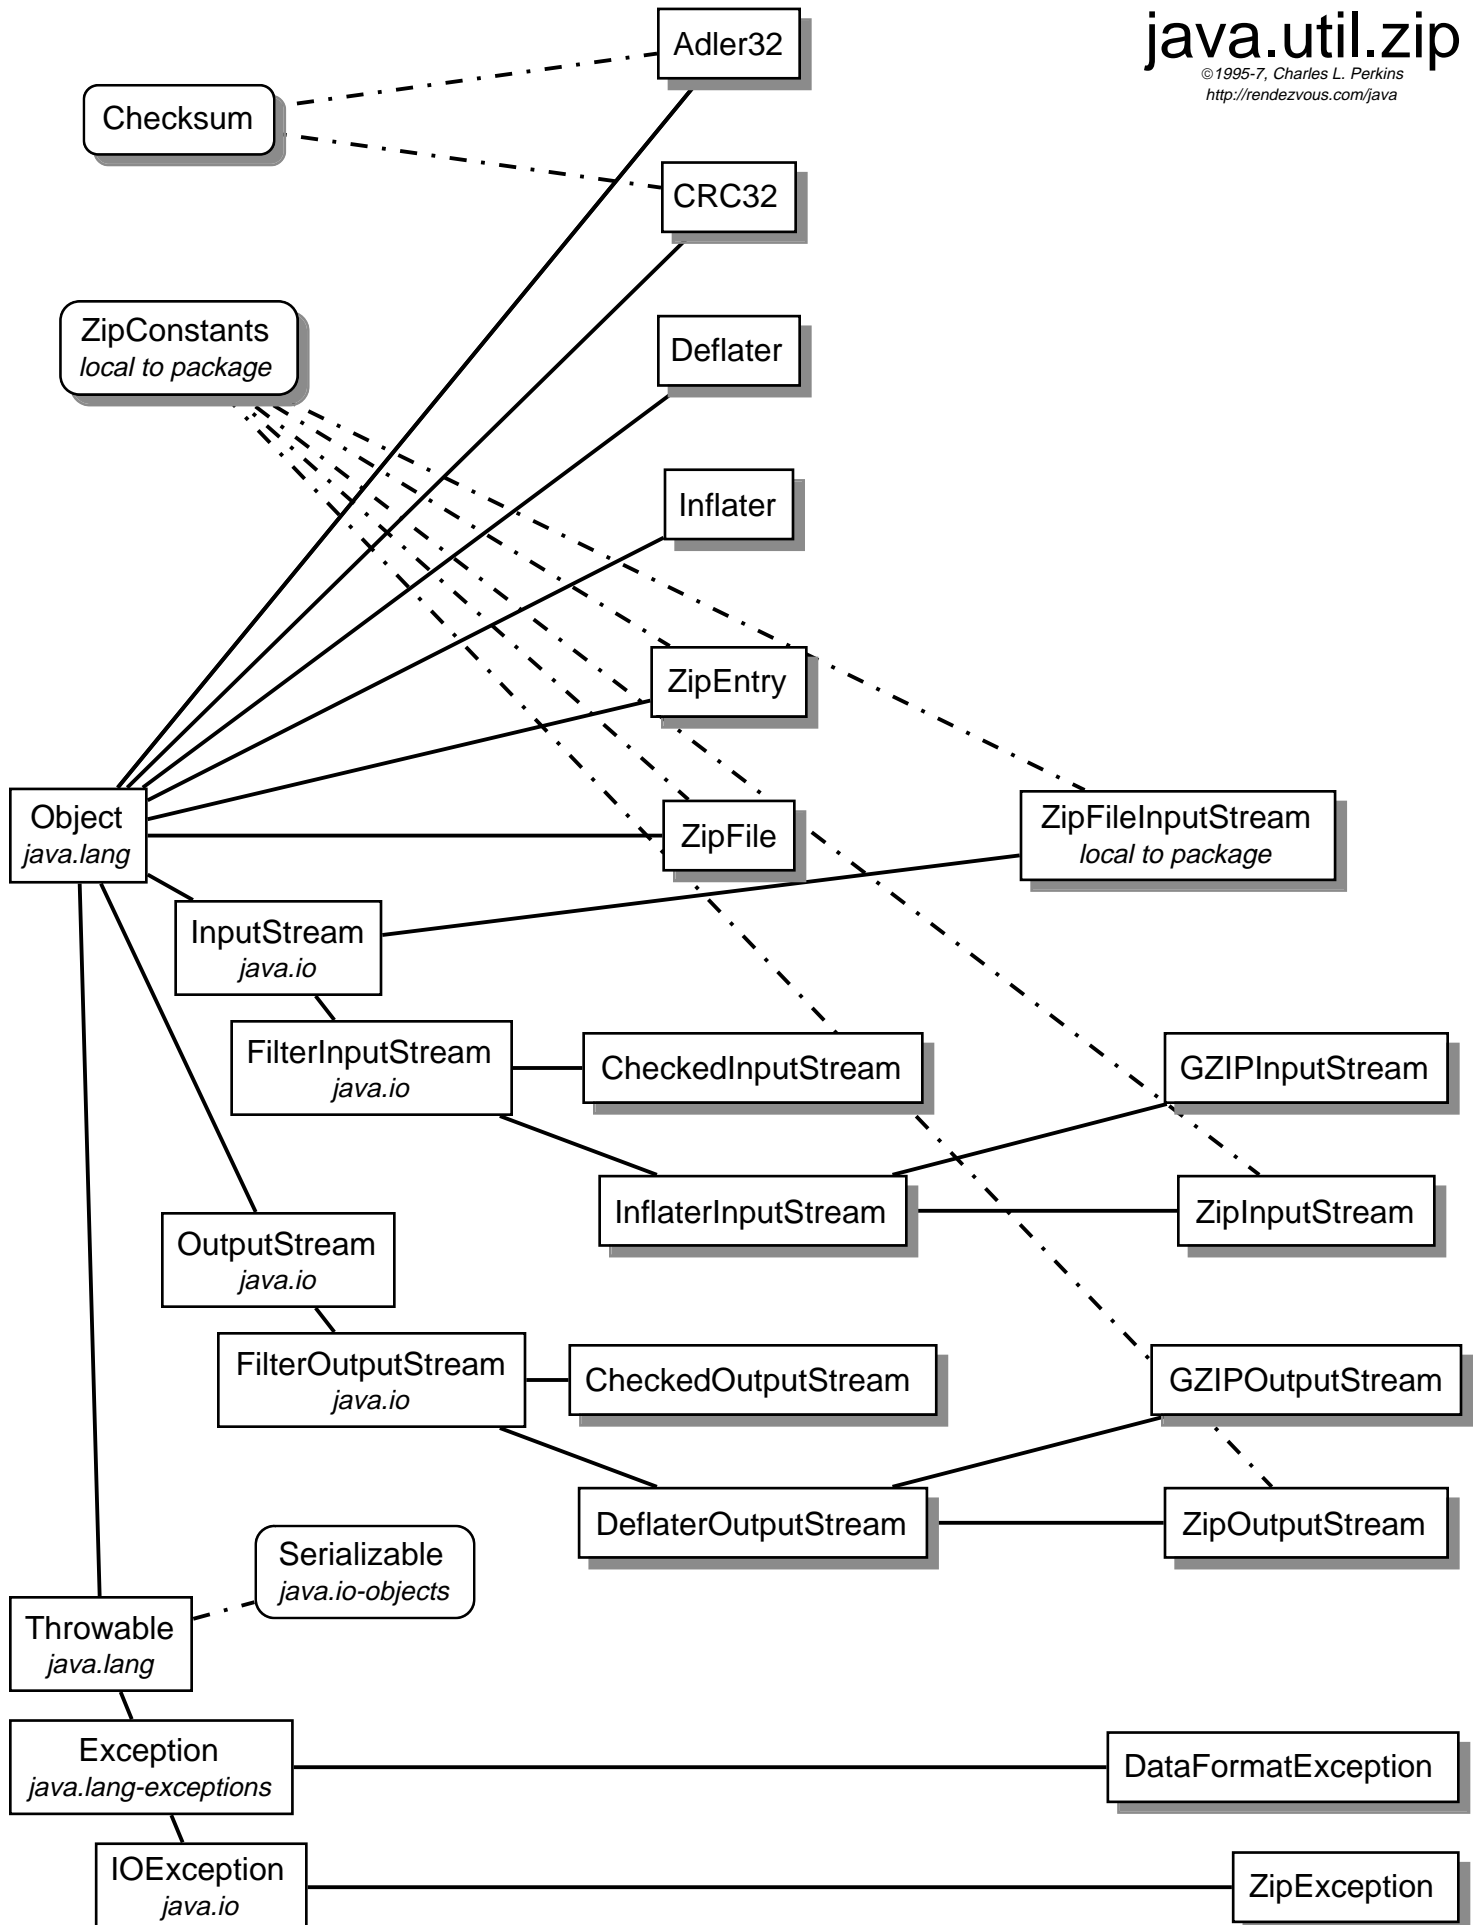 java.util.zip
©1995-7, Charles L. Perkins
http://rendezvous.com/java
Adler32
Checksum
CRC32
ZipConstants
local to package
Deflater
Inflater
ZipEntry
Object
java.lang
ZipFile
ZipFileInputStream
local to package
InputStream
java.io
FilterInputStream
java.io
CheckedInputStream
GZIPInputStream
InflaterInputStream
ZipInputStream
OutputStream
java.io
FilterOutputStream
java.io
CheckedOutputStream
GZIPOutputStream
DeflaterOutputStream
ZipOutputStream
Serializable
java.io-objects
Throwable
java.lang
Exception
java.lang-exceptions
DataFormatException
IOException
java.io
ZipException